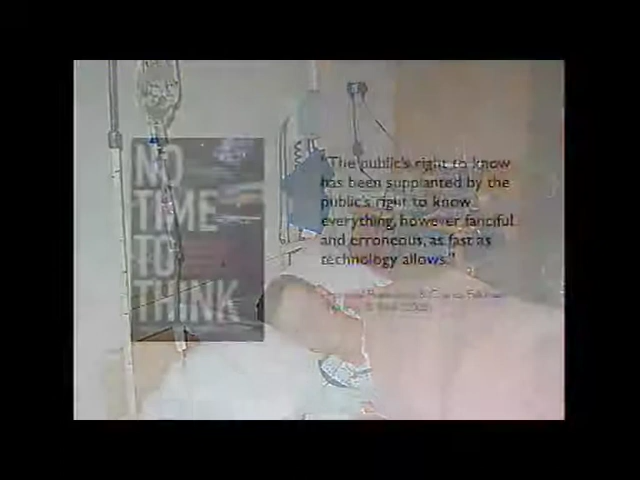 NO
TIME
TO
THINK
"The public's right to know
has been supplanted by the
public's right to know
everything, however fanciful
and erroneous, as fast as
technology allows."